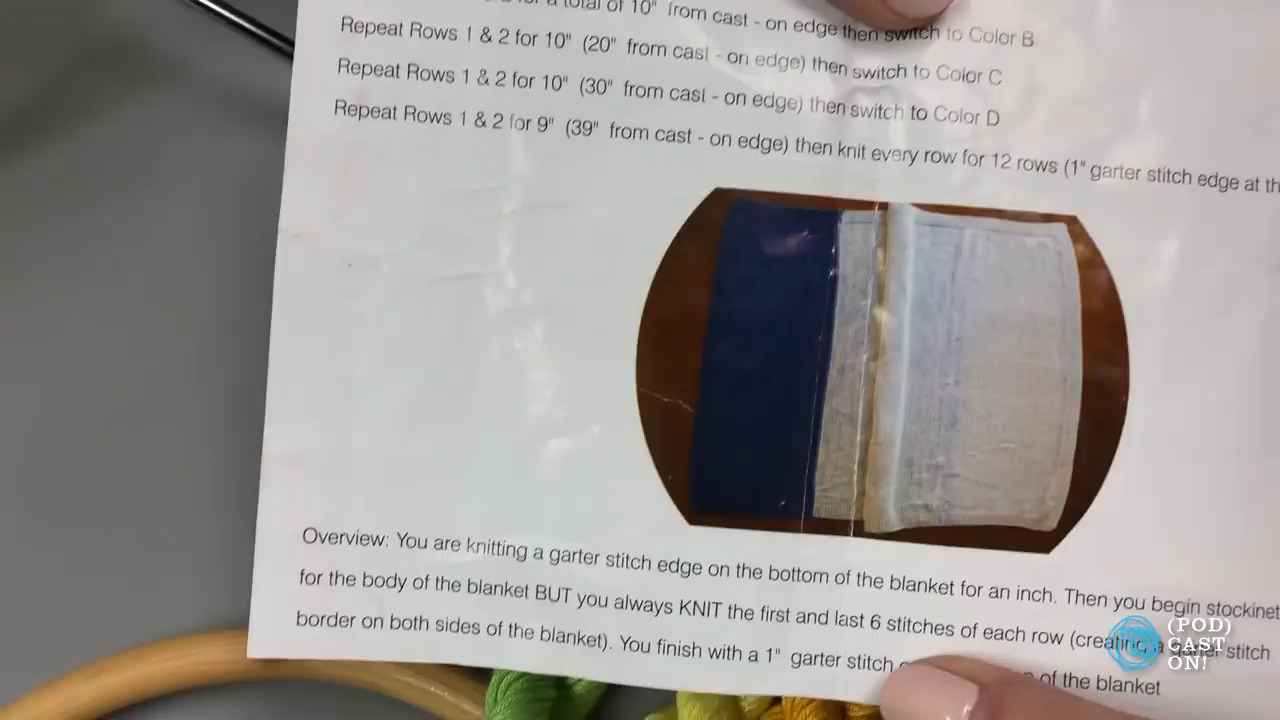 a total of 10" from cast - on edge then switch to Color B
Repeat Rows 1 & 2 for 10" (20" from cast - on edge) then switch to Color C
Repeat Rows 1 & 2 for 10" (30" from cast - on edge) then switch to Color D
Repeat Rows 1 & 2 for 9" (39" from cast - on edge) then knit every row for 12 rows (1" garter stitch edge at th
Overview: You are knitting a garter stitch edge on the bottom of the blanket for an inch. Then you begin stockinet
for the body of the blanket BUT you always KNIT the first and last 6 stitches of each row (creating a garter stitch
border on both sides of the blanket). You finish with a 1" garter stitch of the blanket
(POD)
CAST
ON!